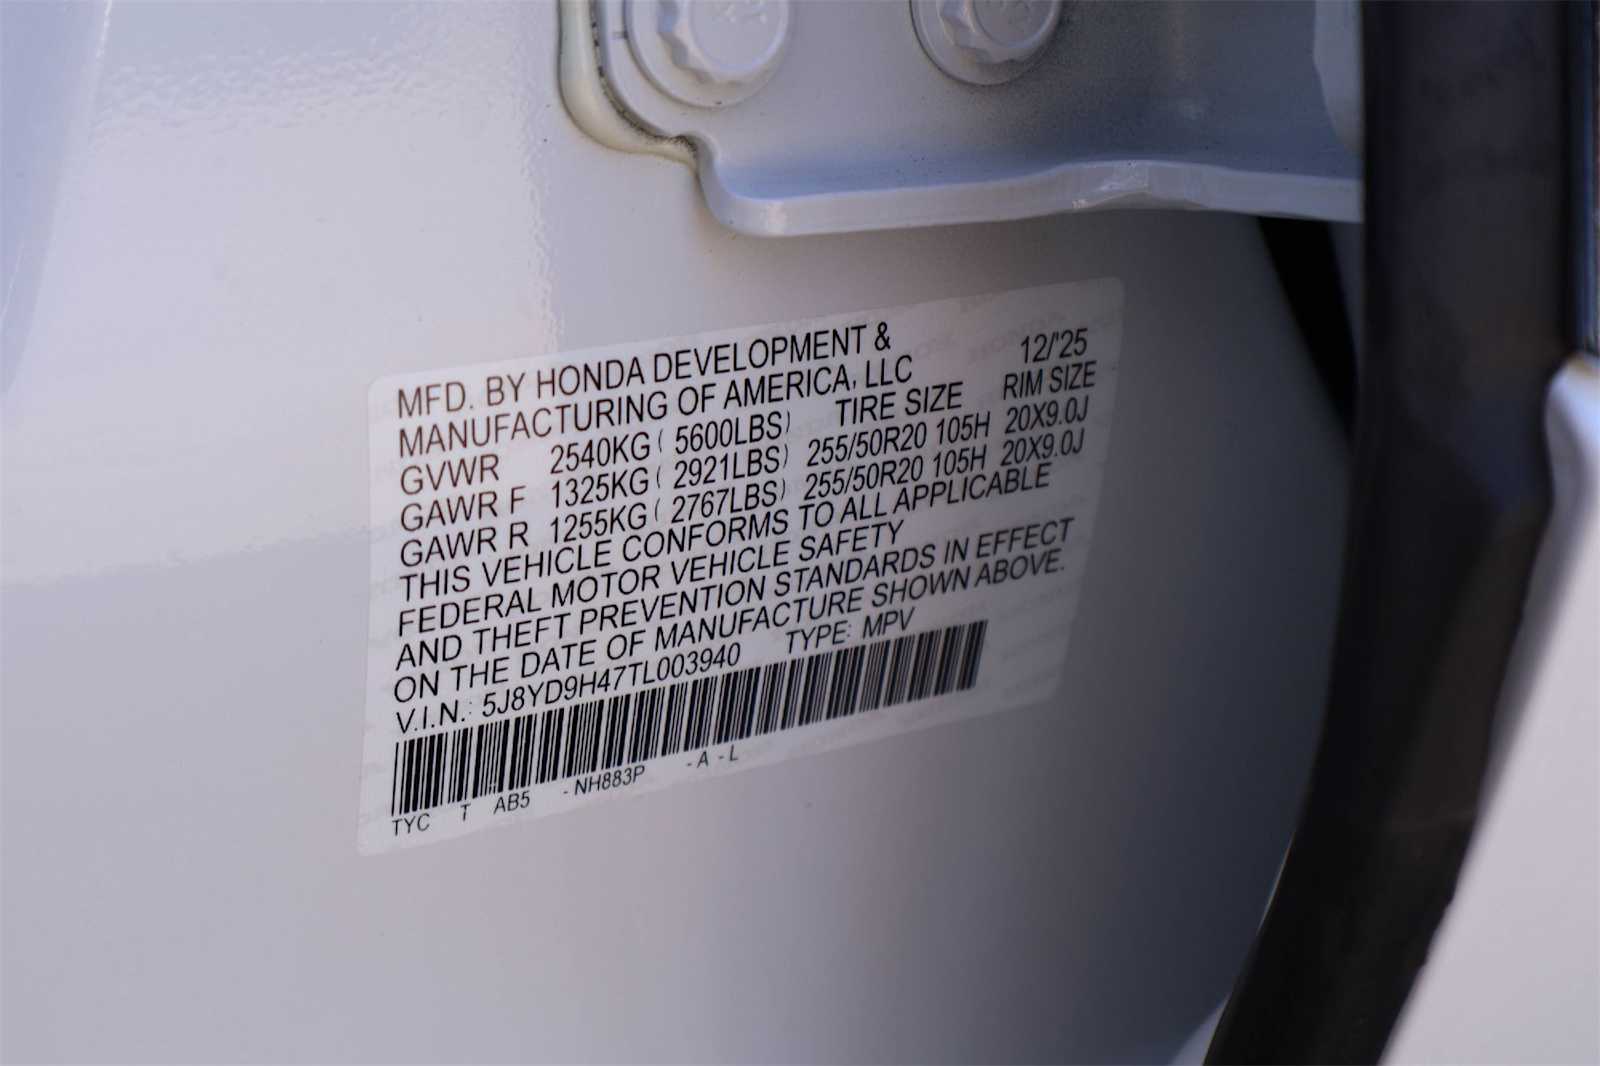 MFD. BY HONDA DEVELOPMENT & 12/'25
MANUFACTURING OF AMERICA, LLC
GVWR 2540KG ( 5600LBS) TIRE SIZE RIM SIZE
GAWR F 1325KG ( 2921LBS) 255/50R20 105H 20X9.0J
GAWR R 1255KG ( 2767LBS) 255/50R20 105H 20X9.0J
THIS VEHICLE CONFORMS TO ALL APPLICABLE
FEDERAL MOTOR VEHICLE SAFETY
AND THEFT PREVENTION STANDARDS IN EFFECT
ON THE DATE OF MANUFACTURE SHOWN ABOVE.
V.I.N.: 5J8YD9H47TL003940 TYPE: MPV
TYC T AB5 - NH883P - A - L